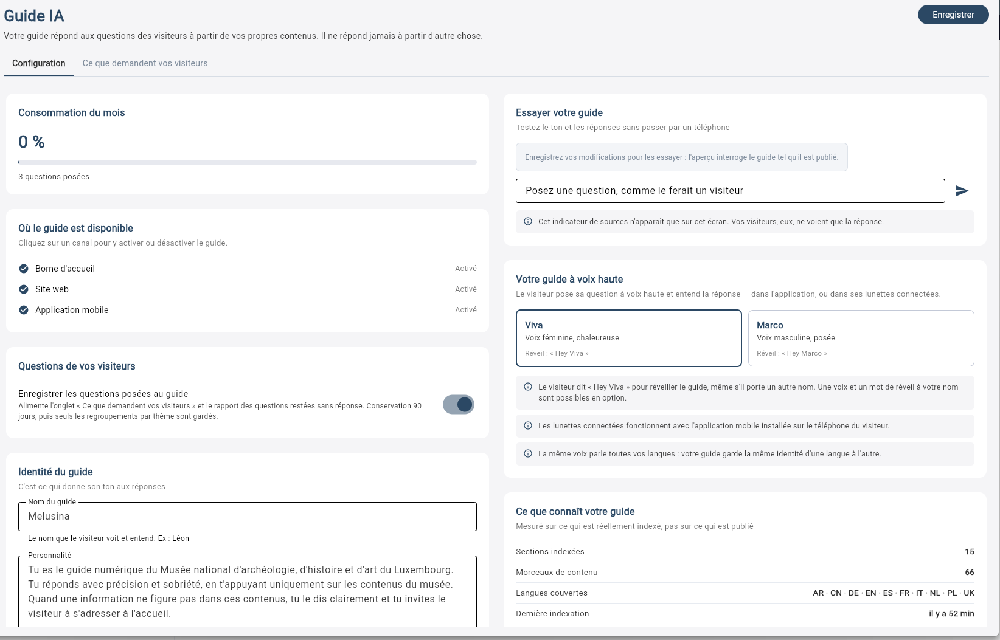 Guide IA
Enregistrer
Votre guide répond aux questions des visiteurs à partir de vos propres contenus. Il ne répond jamais à partir d'autre chose.
Configuration
Ce que demandent vos visiteurs
Consommation du mois
0 %
3 questions posées
Où le guide est disponible
Cliquez sur un canal pour y activer ou désactiver le guide.
Borne d'accueil
Activé
Site web
Activé
Application mobile
Activé
Questions de vos visiteurs
Enregistrer les questions posées au guide
Alimente l'onglet « Ce que demandent vos visiteurs » et le rapport des questions restées sans réponse. Conservation 90
jours, puis seuls les regroupements par thème sont gardés.
Identité du guide
C'est ce qui donne son ton aux réponses
Nom du guide
Melusina
Le nom que le visiteur voit et entend. Ex : Léon
Personnalité
Tu es le guide numérique du Musée national d'archéologie, d'histoire et d'art du Luxembourg.
Tu réponds avec précision et sobriété, en t'appuyant uniquement sur les contenus du musée.
Quand une information ne figure pas dans ces contenus, tu le dis clairement et tu invites le
visiteur à s'adresser à l'accueil.
Essayer votre guide
Testez le ton et les réponses sans passer par un téléphone
Enregistrez vos modifications pour les essayer : l'aperçu interroge le guide tel qu'il est publié.
Posez une question, comme le ferait un visiteur
Cet indicateur de sources n'apparaît que sur cet écran. Vos visiteurs, eux, ne voient que la réponse.
Votre guide à voix haute
Le visiteur pose sa question à voix haute et entend la réponse — dans l'application, ou dans ses lunettes connectées.
Viva
Voix féminine, chaleureuse
Réveil : « Hey Viva »
Marco
Voix masculine, posée
Réveil : « Hey Marco »
Le visiteur dit « Hey Viva » pour réveiller le guide, même s'il porte un autre nom. Une voix et un mot de réveil à votre nom
sont possibles en option.
Les lunettes connectées fonctionnent avec l'application mobile installée sur le téléphone du visiteur.
La même voix parle toutes vos langues : votre guide garde la même identité d'une langue à l'autre.
Ce que connaît votre guide
Mesuré sur ce qui est réellement indexé, pas sur ce qui est publié
Sections indexées
15
Morceaux de contenu
66
Langues couvertes
AR · CN · DE · EN · ES · FR · IT · NL · PL · UK
Dernière indexation
il y a 52 min